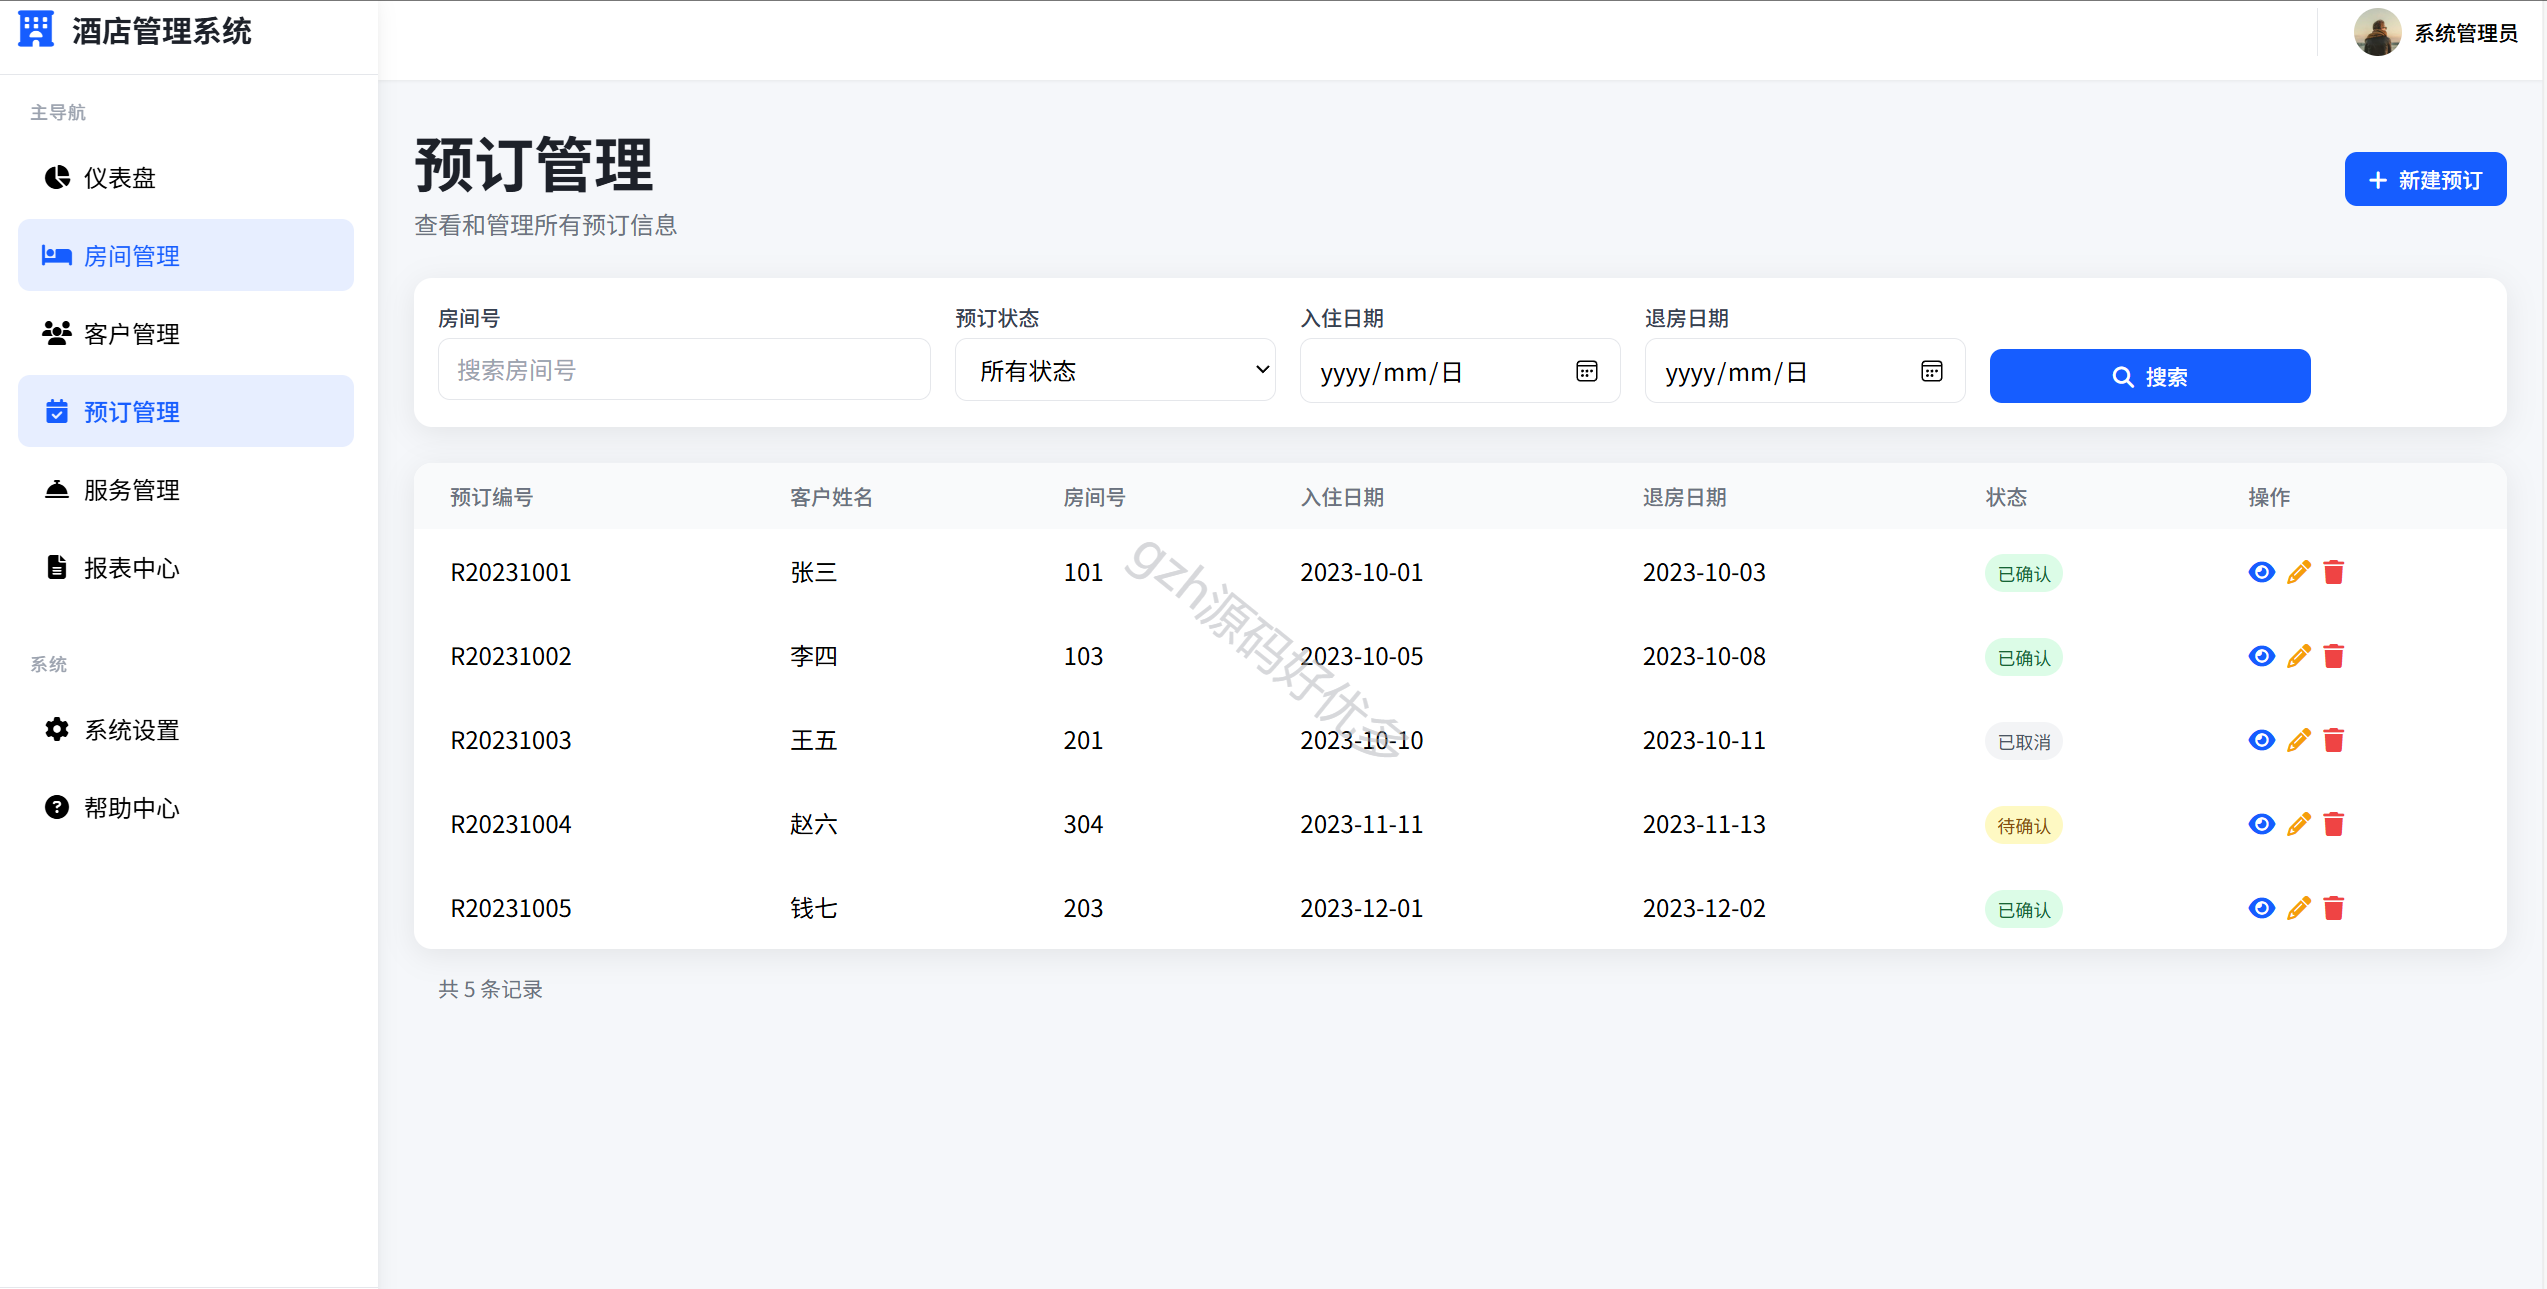 酒店管理系统
系统管理员
主导航
仪表盘
房间管理
客户管理
预订管理
服务管理
报表中心
系统
系统设置
帮助中心
预订管理
查看和管理所有预订信息
新建预订
房间号 预订状态 入住日期 退房日期
搜索房间号 所有状态 yyyy/mm/日 yyyy/mm/日 搜索
预订编号 客户姓名 房间号 入住日期 退房日期 状态 操作
R20231001 张三 101 2023-10-01 2023-10-03 已确认
R20231002 李四 103 2023-10-05 2023-10-08 已确认
R20231003 王五 201 2023-10-10 2023-10-11 已取消
R20231004 赵六 304 2023-11-11 2023-11-13 待确认
R20231005 钱七 203 2023-12-01 2023-12-02 已确认
共 5 条记录
gzh源码好优多